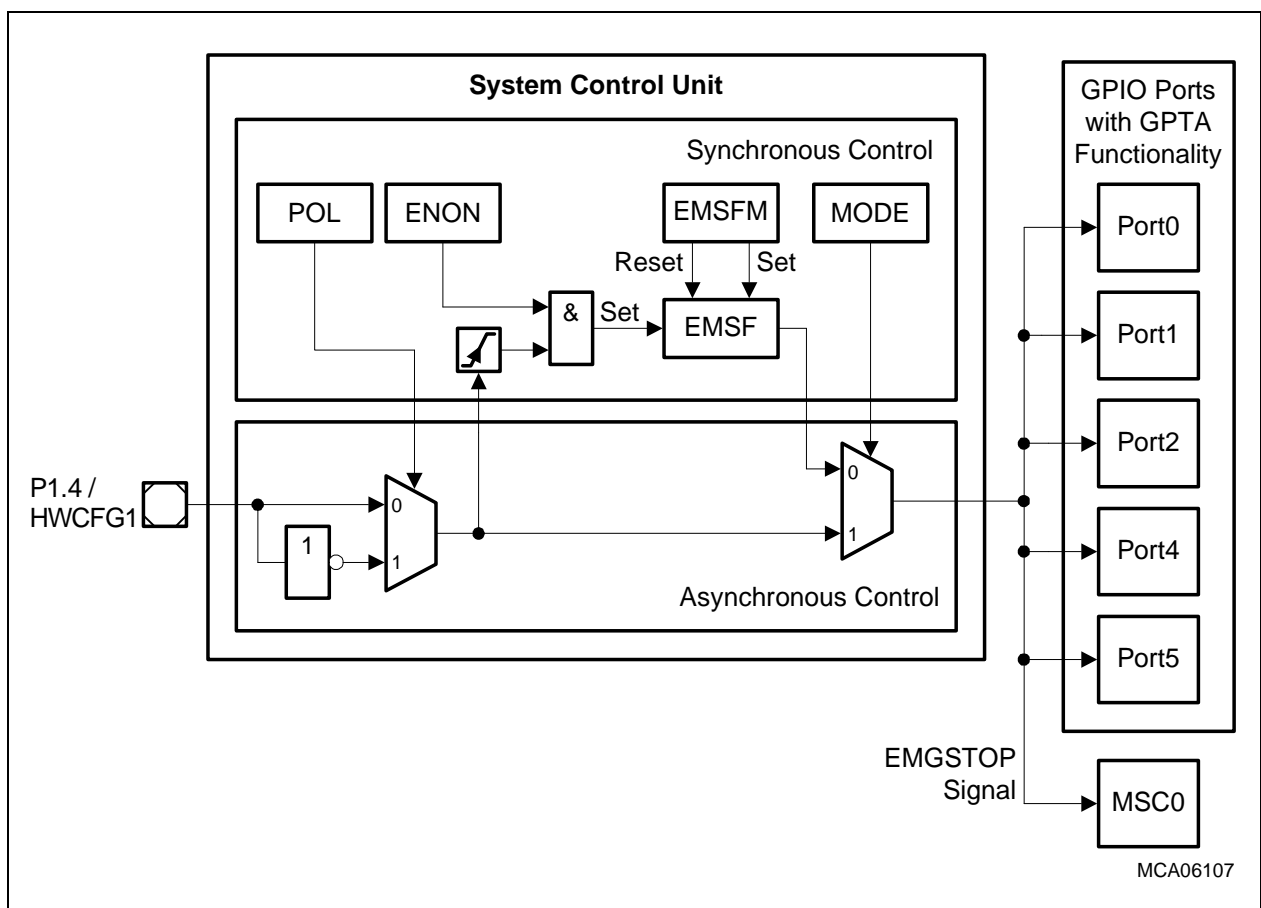 System Control Unit
GPIO Ports
with GPTA
Functionality
Synchronous Control
POL
ENON
EMSFM
MODE
Port0
Reset
Set
&
Set
EMSF
Port1
Port2
P1.4 /
HWCFG1
0
1
1
0
1
Port4
Asynchronous Control
Port5
EMGSTOP
Signal
MSC0
MCA06107